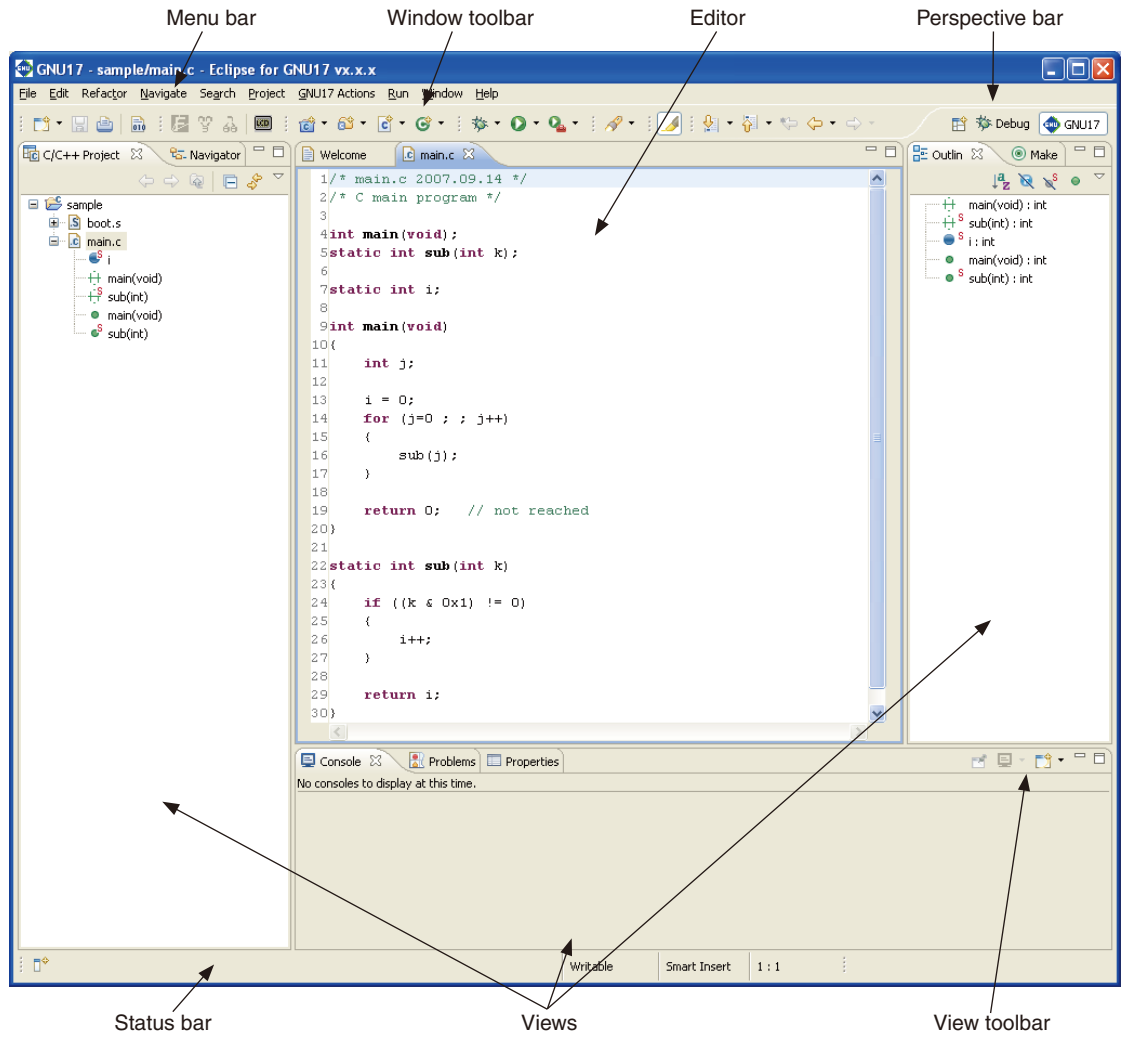 Menu bar Window toolbar Editor Perspective bar
GNU17 - sample/main.c - Eclipse for GNU17 vx.x.x
File Edit Refactor Navigate Search Project GNU17 Actions Run Window Help
010 LCD Debug GNU GNU17
C/C++ Project Navigator
sample
boot.s
main.c
i
main(void)
sub(int)
main(void)
sub(int)
Welcome main.c
1/* main.c 2007.09.14 */
2/* C main program */
3
4int main(void);
5static int sub(int k);
6
7static int i;
8
9int main(void)
10{
11    int j;
12
13    i = 0;
14    for (j=0 ; ; j++)
15    {
16        sub(j);
17    }
18
19    return 0;   // not reached
20}
21
22static int sub(int k)
23{
24    if ((k & 0x1) != 0)
25    {
26        i++;
27    }
28
29    return i;
30}
Outlin Make
main(void) : int
sub(int) : int
i : int
main(void) : int
sub(int) : int
Console Problems Properties
No consoles to display at this time.
Writable Smart Insert 1 : 1
Status bar Views View toolbar